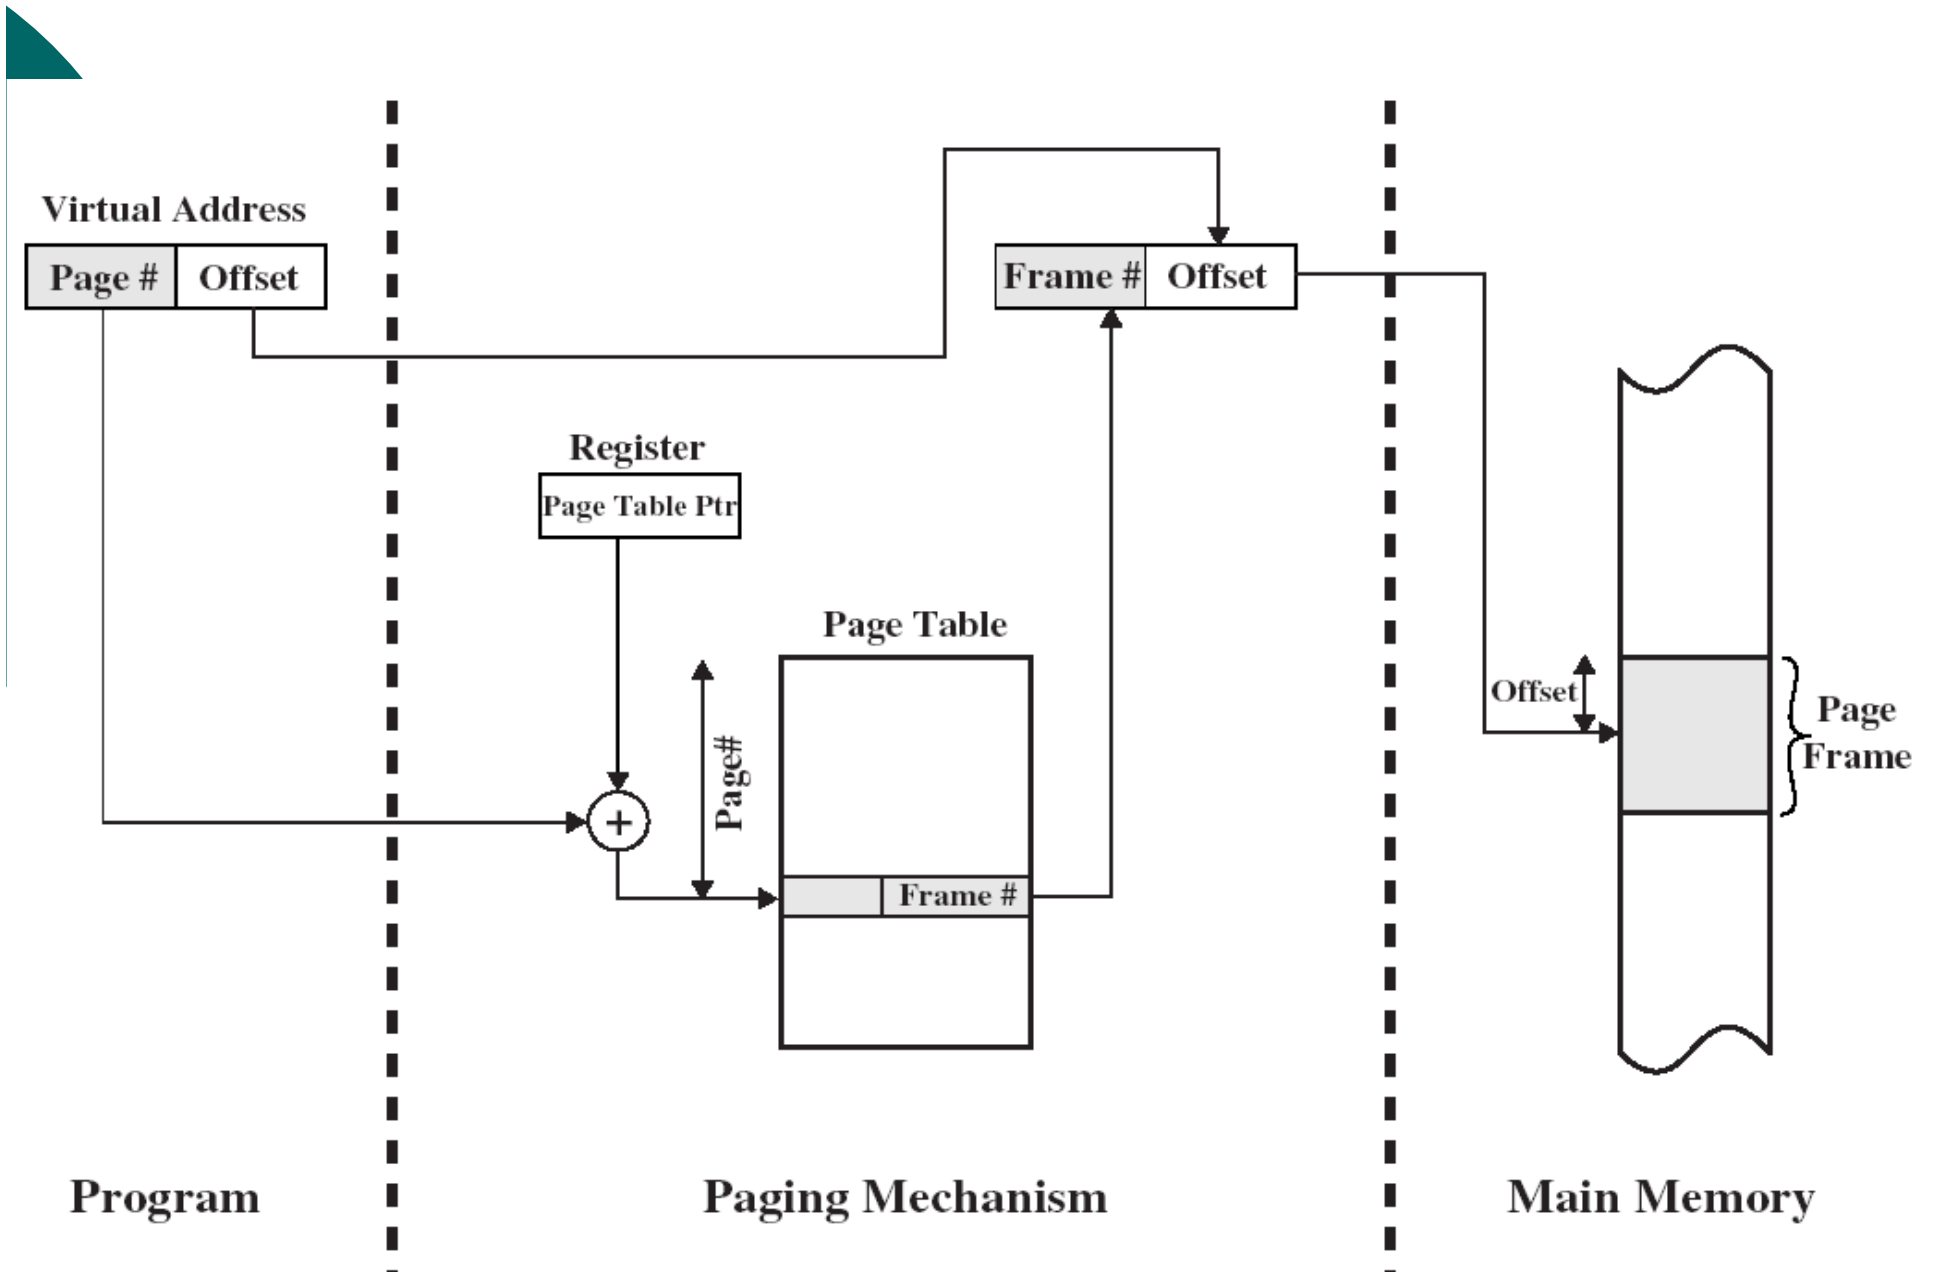 Virtual Address
Page #
Offset
Frame #
Offset
Register
Page Table Ptr
Page Table
Page#
Frame #
Offset
Page
Frame
Program
Paging Mechanism
Main Memory